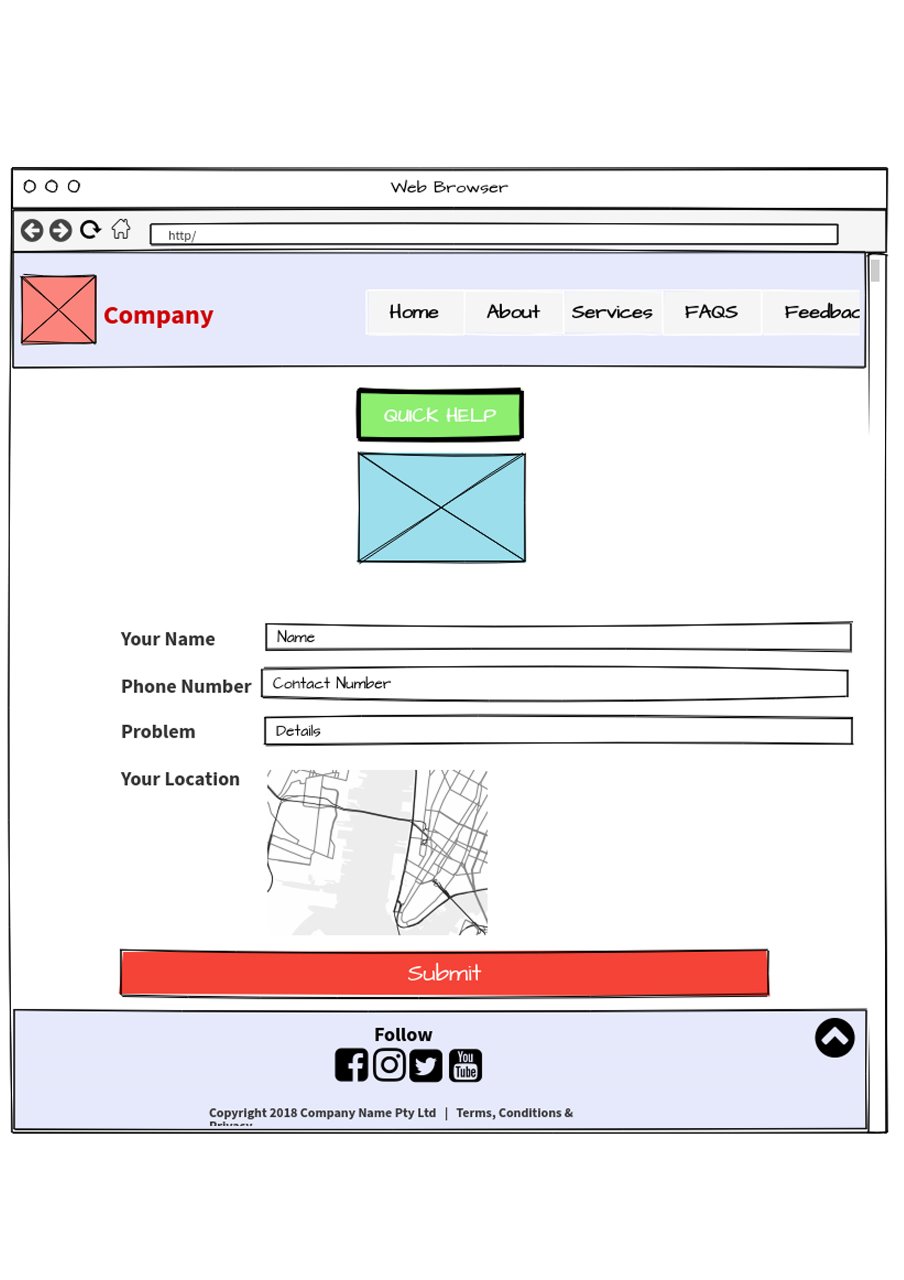 Web Browser
http/
Company
Home About Services FAQS Feedbac
QUICK HELP
Your Name Name
Phone Number Contact Number
Problem Details
Your Location
Submit
Follow
You
Tube
Copyright 2018 Company Name Pty Ltd | Terms, Conditions &
Privacy